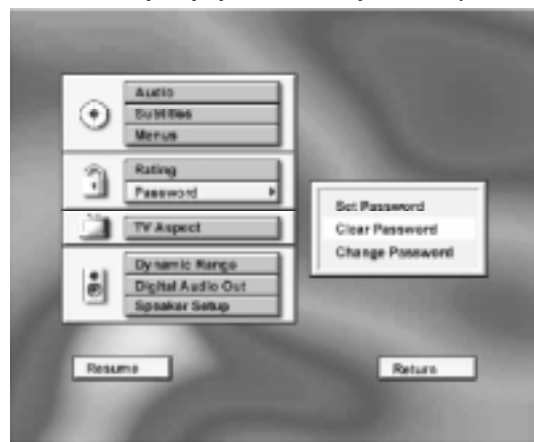 Audio
Subtitles
Menus
Rating
Password
TV Aspect
Dynamic Range
Digital Audio Out
Speaker Setup
Set Password
Clear Password
Change Password
Resume
Return